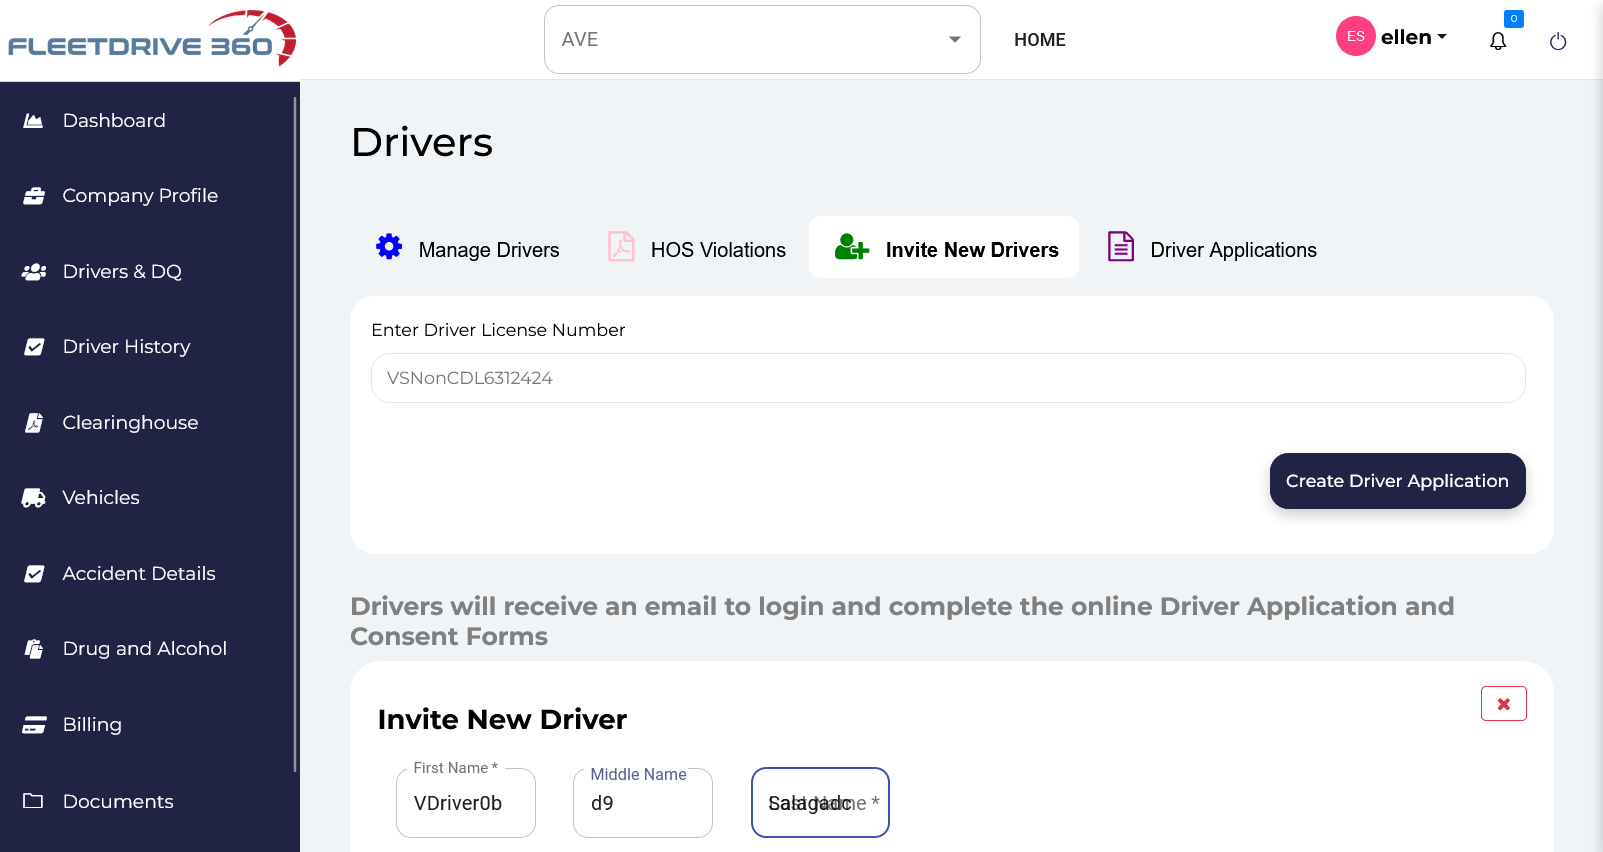 FLEETDRIVE 360
AVE
HOME
ES
ellen
0
Dashboard
Company Profile
Drivers & DQ
Driver History
Clearinghouse
Vehicles
Accident Details
Drug and Alcohol
Billing
Documents
Drivers
Manage Drivers
HOS Violations
Invite New Drivers
Driver Applications
Enter Driver License Number
VSNonCDL6312424
Create Driver Application
Drivers will receive an email to login and complete the online Driver Application and
Consent Forms
Invite New Driver
First Name *
VDriver0b
Middle Name
d9
Last Name *